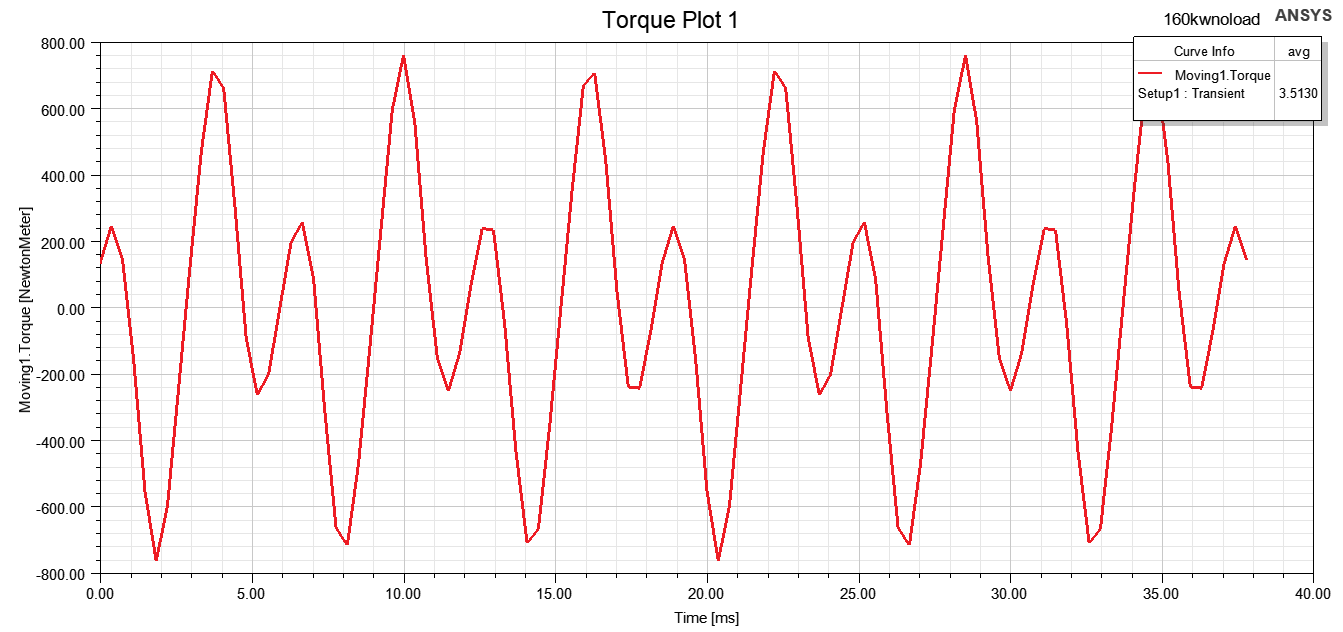 Torque Plot 1
160kwnoload
ANSYS
Curve Info avg
Moving1.Torque
Setup1 : Transient 3.5130
Moving1.Torque [NewtonMeter]
800.00
600.00
400.00
200.00
0.00
-200.00
-400.00
-600.00
-800.00
0.00 5.00 10.00 15.00 20.00 25.00 30.00 35.00 40.00
Time [ms]